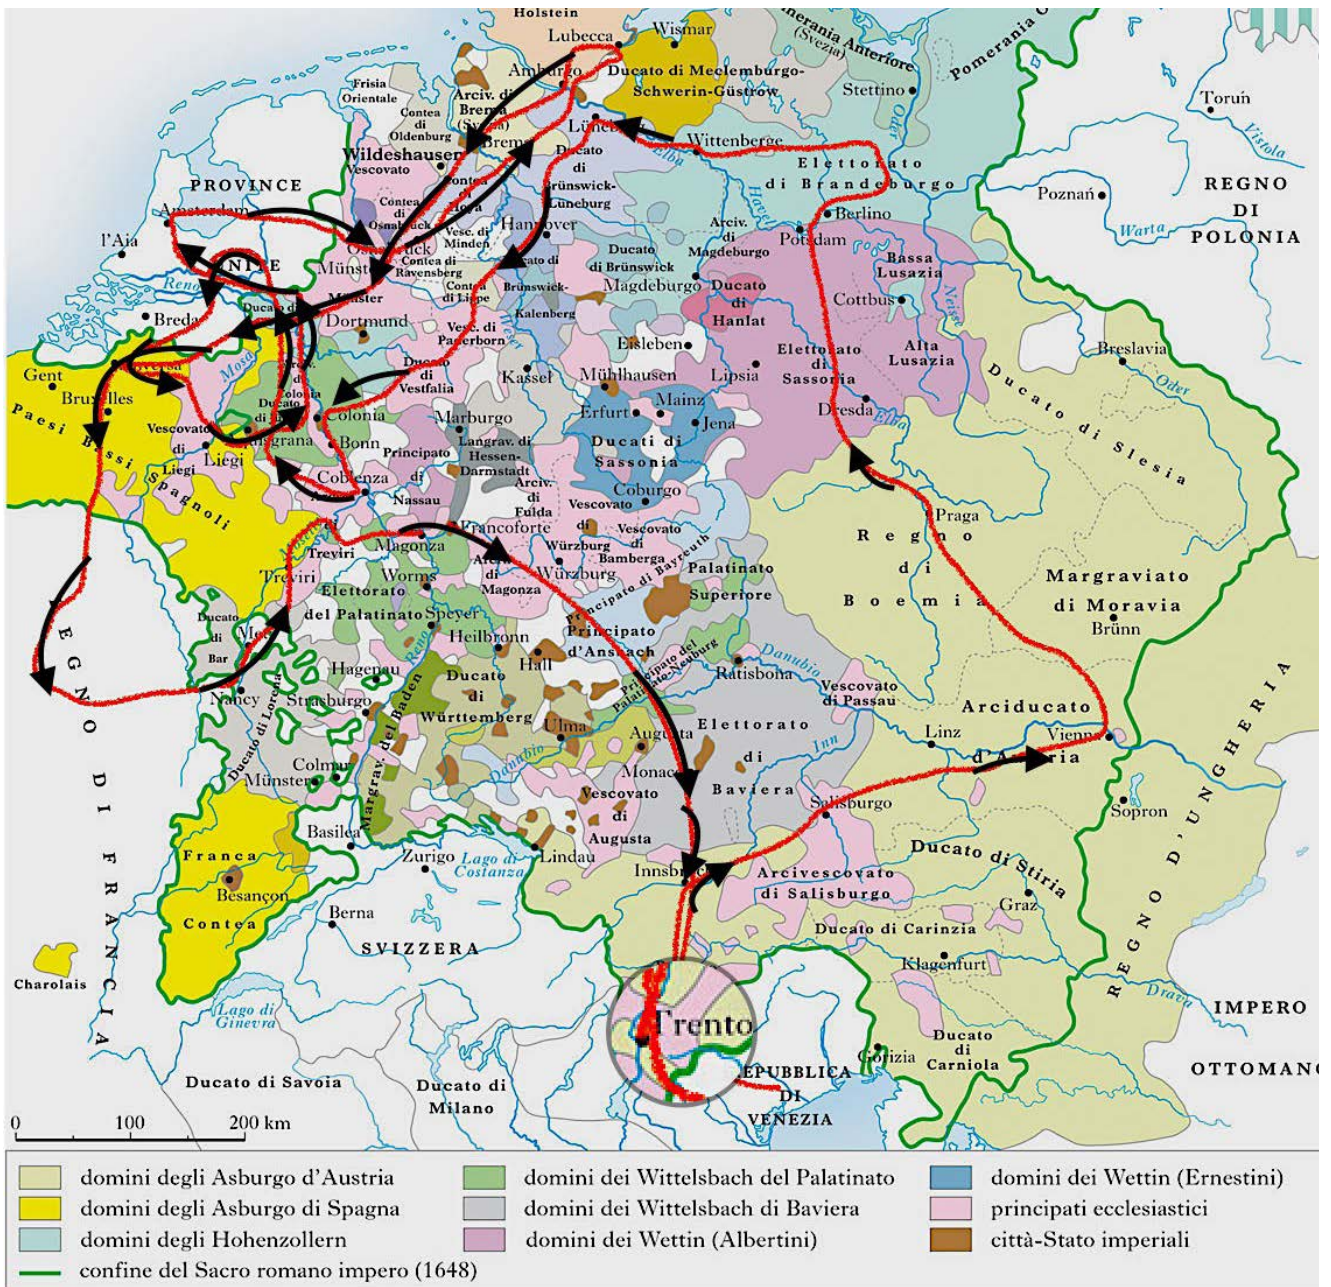 Holstein
Lubecca
Wismar
Pomerania Anteriore
(Svezia)
Pomerania
Amburgo
Ducato di Meclemburgo-
Schwerin-Güstrow
Stettino
Oder
Toruń
Vistola
Frisia
Orientale
Contea
di
Oldenburg
Arciv. di
Brema
(Svezia)
Brema
Wildeshausen
Vescovato
Elba
Wittenberge
Elettorato
di Brandeburgo
Poznań
Warta
REGNO
DI
POLONIA
PROVINCE
UNITE
Amsterdam
l'Aia
Contea
di
Osnabrück
Contea
di
Hoya
Vesc. di
Minden
Ducato
di
Brünswick-
Luneburg
Hannover
Havel
Berlino
Potsdam
Arciv.
di
Magdeburgo
Ducato
di Brünswick
Magdeburgo
Contea di
Ravensberg
Contea
di Lippe
Münster
Brünswick-
Kalenberg
Ducato
di
Hanlat
Bassa
Lusazia
Cottbus
Neisse
Reno
Breda
Dortmund
Vesc. di
Paderborn
Weser
Eisleben
Elettorato
di
Sassonia
Alta
Lusazia
Breslavia
Oder
Gent
Bruxelles
Mosa
Ducato
di
Vestfalia
Kassel
Mühlhausen
Lipsia
Ducato
di
Slesia
Paesi Bassi Spagnoli
Vescovato
di
Liegi
Liegi
Colonia
Bonn
Marburgo
Erfurt
Mainz
Jena
Dresda
Elba
Principato
di
Nassau
Langrav. di
Hessen-
Darmstadt
Ducati di
Sassonia
Coblenza
Arciv.
di
Fulda
Coburgo
Praga
Treviri
Magonza
Francoforte
Vescovato
di
Würzburg
Vescovato
di
Bamberga
Regno
di
Boemia
Treviri
Worms
Arciv.
di
Magonza
Würzburg
Principato di Bayreuth
Palatinato
Superiore
Margraviato
di Moravia
Brünn
Elettorato
del Palatinato
Speyer
Heilbronn
Principato
d'Ansbach
Ducato
di
Bar
Hagenau
Reno
Hall
Principato del
Palatinato-Neuburg
Danubio
Ratisbona
Nancy
Strasburgo
Ducato
di
Württemberg
Vescovato
di Passau
Arciducato
d'Austria
Ducato di Lorena
Margrav. del Baden
Ulma
Augusta
Elettorato
di
Baviera
Inn
Linz
Vienna
Colmar
Münster
Danubio
Monaco
Vescovato
di
Augusta
Salisburgo
Sopron
REGNO D'UNGHERIA
REGNO DI FRANCIA
Basilea
Zurigo
Lago di
Costanza
Lindau
Innsbruck
Arcivescovato
di Salisburgo
Ducato di Stiria
Graz
Franca
Contea
Besançon
Berna
SVIZZERA
Ducato di Carinzia
Klagenfurt
Drava
Charolais
Lago di
Ginevra
Trento
IMPERO
OTTOMANO
Ducato
di
Carniola
Gorizia
Ducato di Savoia
Ducato di
Milano
REPUBBLICA
DI
VENEZIA
0 100 200 km
domini degli Asburgo d'Austria
domini degli Asburgo di Spagna
domini degli Hohenzollern
confine del Sacro romano impero (1648)
domini dei Wittelsbach del Palatinato
domini dei Wittelsbach di Baviera
domini dei Wettin (Albertini)
domini dei Wettin (Ernestini)
principati ecclesiastici
città-Stato imperiali